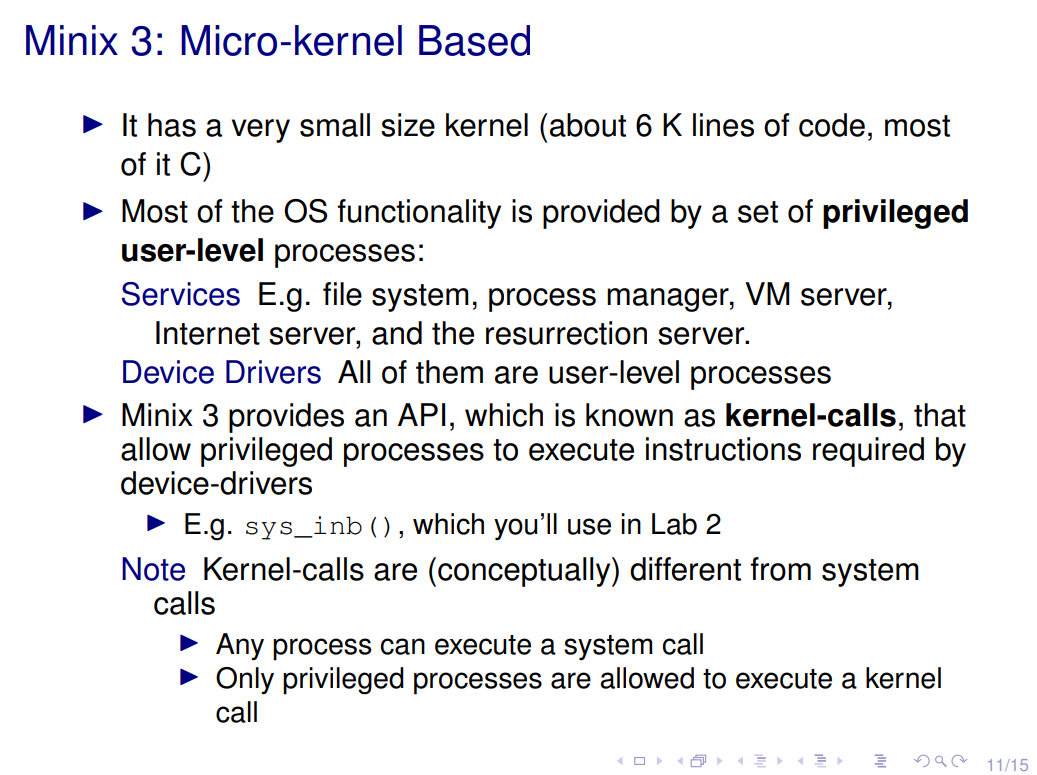 Minix 3: Micro-kernel Based
It has a very small size kernel (about 6 K lines of code, most
of it C)
Most of the OS functionality is provided by a set of privileged
user-level processes:
Services E.g. file system, process manager, VM server,
Internet server, and the resurrection server.
Device Drivers All of them are user-level processes
Minix 3 provides an API, which is known as kernel-calls, that
allow privileged processes to execute instructions required by
device-drivers
E.g. sys_inb(), which you'll use in Lab 2
Note Kernel-calls are (conceptually) different from system
calls
Any process can execute a system call
Only privileged processes are allowed to execute a kernel
call
11/15